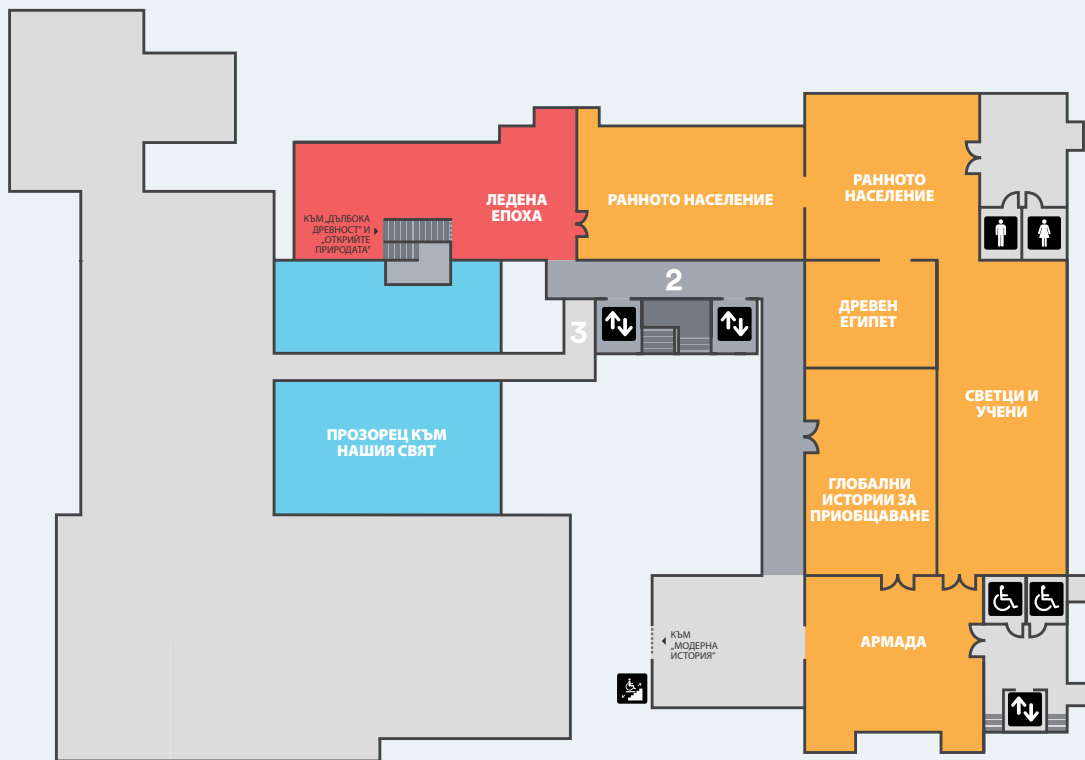 ЛЕДЕНА
ЕПОХА
РАННОТО НАСЕЛЕНИЕ
РАННОТО
НАСЕЛЕНИЕ
КЪМ „ДЪЛБОКА
ДРЕВНОСТ“ И
„ОТКРИЙТЕ
ПРИРОДАТА“
2
3
ДРЕВЕН
ЕГИПЕТ
СВЕТЦИ И
УЧЕНИ
ПРОЗОРЕЦ КЪМ
НАШИЯ СВЯТ
ГЛОБАЛНИ
ИСТОРИИ ЗА
ПРИОБЩАВАНЕ
КЪМ
„МОДЕРНА
ИСТОРИЯ“
АРМАДА